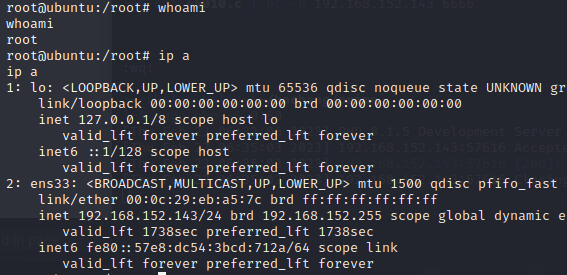 root@ubuntu:/root# whoami
whoami
root
root@ubuntu:/root# ip a
ip a
1: lo: <LOOPBACK,UP,LOWER_UP> mtu 65536 qdisc noqueue state UNKNOWN gr
link/loopback 00:00:00:00:00:00 brd 00:00:00:00:00:00
inet 127.0.0.1/8 scope host lo
valid_lft forever preferred_lft forever
inet6 ::1/128 scope host
valid_lft forever preferred_lft forever
2: ens33: <BROADCAST,MULTICAST,UP,LOWER_UP> mtu 1500 qdisc pfifo_fast
link/ether 00:0c:29:eb:a5:7c brd ff:ff:ff:ff:ff:ff
inet 192.168.152.143/24 brd 192.168.152.255 scope global dynamic e
valid_lft 1738sec preferred_lft 1738sec
inet6 fe80::57e8:dc54:3bcd:712a/64 scope link
valid_lft forever preferred_lft forever